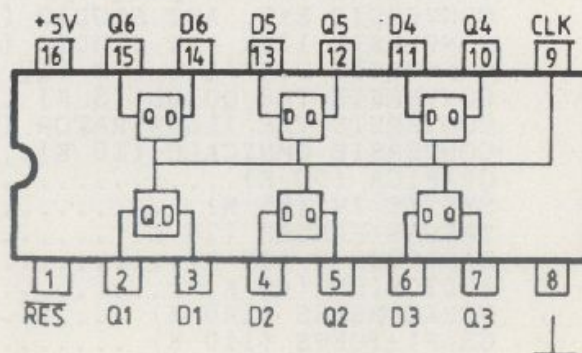 +5V Q6 D6 D5 Q5 D4 Q4 CLK
16 15 14 13 12 11 10 9
Q D D Q D Q
Q D D Q D Q
1 2 3 4 5 6 7 8
R̅E̅S̅ Q1 D1 D2 Q2 D3 Q3